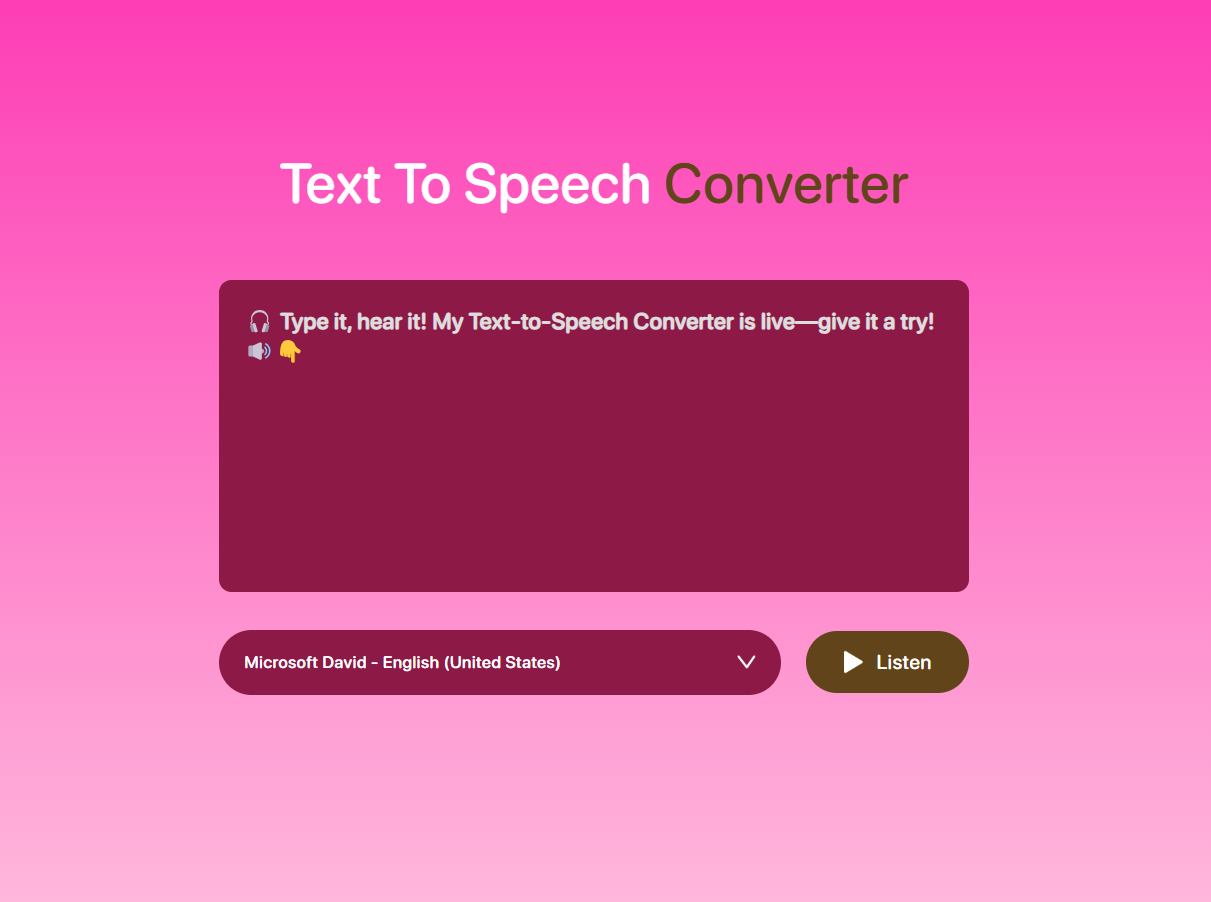 Text To Speech Converter
🎧 Type it, hear it! My Text-to-Speech Converter is live—give it a try!
🔊 👇
Microsoft David - English (United States)
Listen